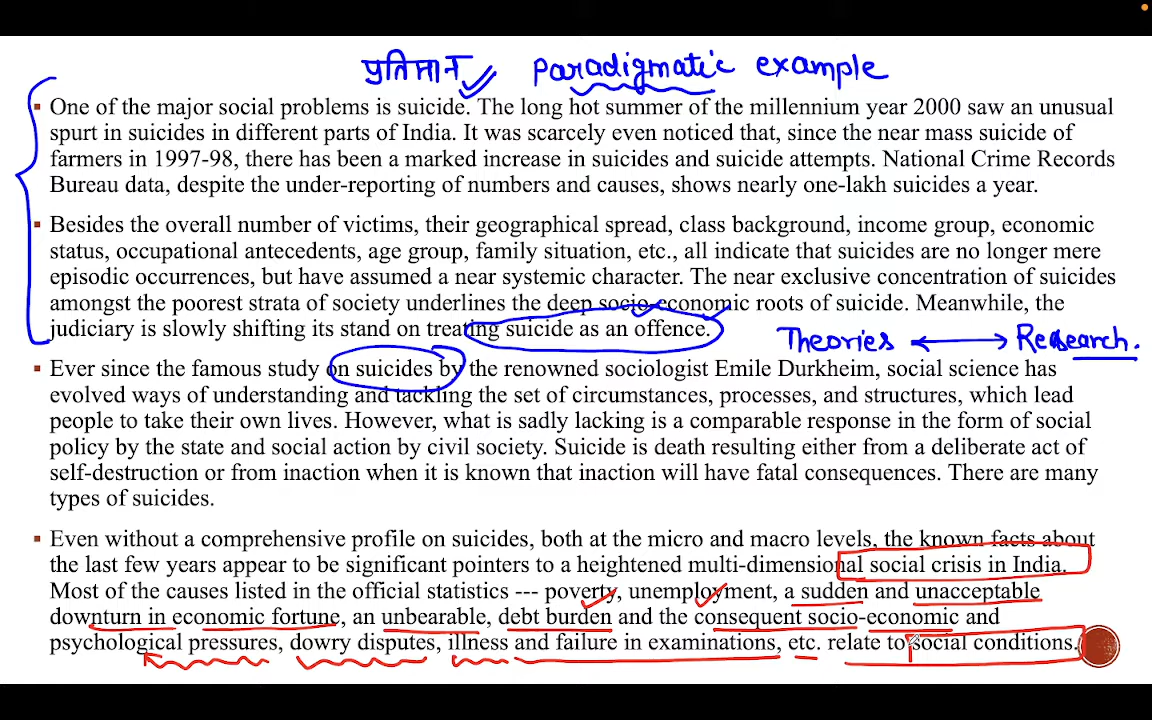 प्रतिमान Paradigmatic example
▪ One of the major social problems is suicide. The long hot summer of the millennium year 2000 saw an unusual
spurt in suicides in different parts of India. It was scarcely even noticed that, since the near mass suicide of
farmers in 1997-98, there has been a marked increase in suicides and suicide attempts. National Crime Records
Bureau data, despite the under-reporting of numbers and causes, shows nearly one-lakh suicides a year.
▪ Besides the overall number of victims, their geographical spread, class background, income group, economic
status, occupational antecedents, age group, family situation, etc., all indicate that suicides are no longer mere
episodic occurrences, but have assumed a near systemic character. The near exclusive concentration of suicides
amongst the poorest strata of society underlines the deep socio-economic roots of suicide. Meanwhile, the
judiciary is slowly shifting its stand on treating suicide as an offence.
Theories ⟷ Research.
▪ Ever since the famous study on suicides by the renowned sociologist Emile Durkheim, social science has
evolved ways of understanding and tackling the set of circumstances, processes, and structures, which lead
people to take their own lives. However, what is sadly lacking is a comparable response in the form of social
policy by the state and social action by civil society. Suicide is death resulting either from a deliberate act of
self-destruction or from inaction when it is known that inaction will have fatal consequences. There are many
types of suicides.
▪ Even without a comprehensive profile on suicides, both at the micro and macro levels, the known facts about
the last few years appear to be significant pointers to a heightened multi-dimensional social crisis in India.
Most of the causes listed in the official statistics --- poverty, unemployment, a sudden and unacceptable
downturn in economic fortune, an unbearable, debt burden and the consequent socio-economic and
psychological pressures, dowry disputes, illness and failure in examinations, etc. relate to social conditions.